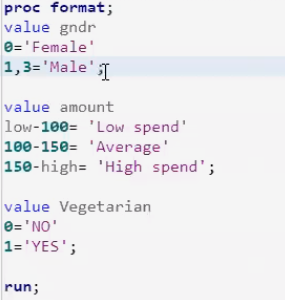 proc format;
value gndr
0='Female'
1,3='Male';
value amount
low-100= 'Low spend'
100-150= 'Average'
150-high= 'High spend';
value Vegetarian
0='NO'
1='YES';
run;